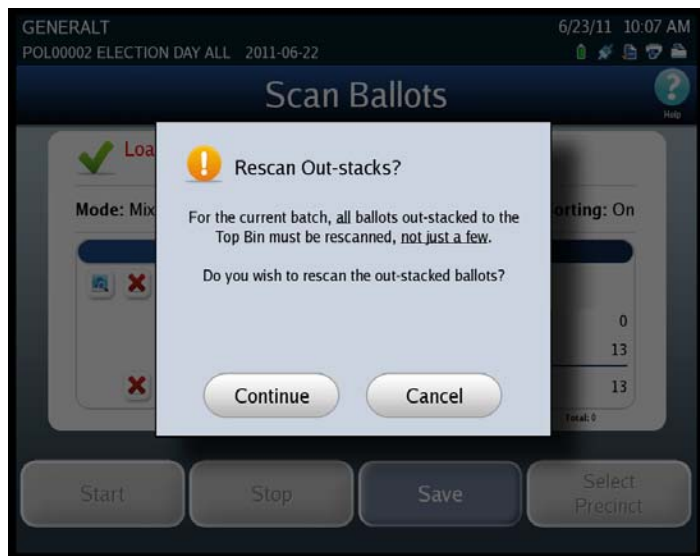 GENERALT
6/23/11 10:07 AM
POL00002 ELECTION DAY ALL 2011-06-22
Scan Ballots
Help
Loa
Rescan Out-stacks?
Mode: Mix
orting: On
For the current batch, all ballots out-stacked to the
Top Bin must be rescanned, not just a few.
Do you wish to rescan the out-stacked ballots?
0
13
13
Continue
Cancel
Total: 0
Start
Stop
Save
Select
Precinct